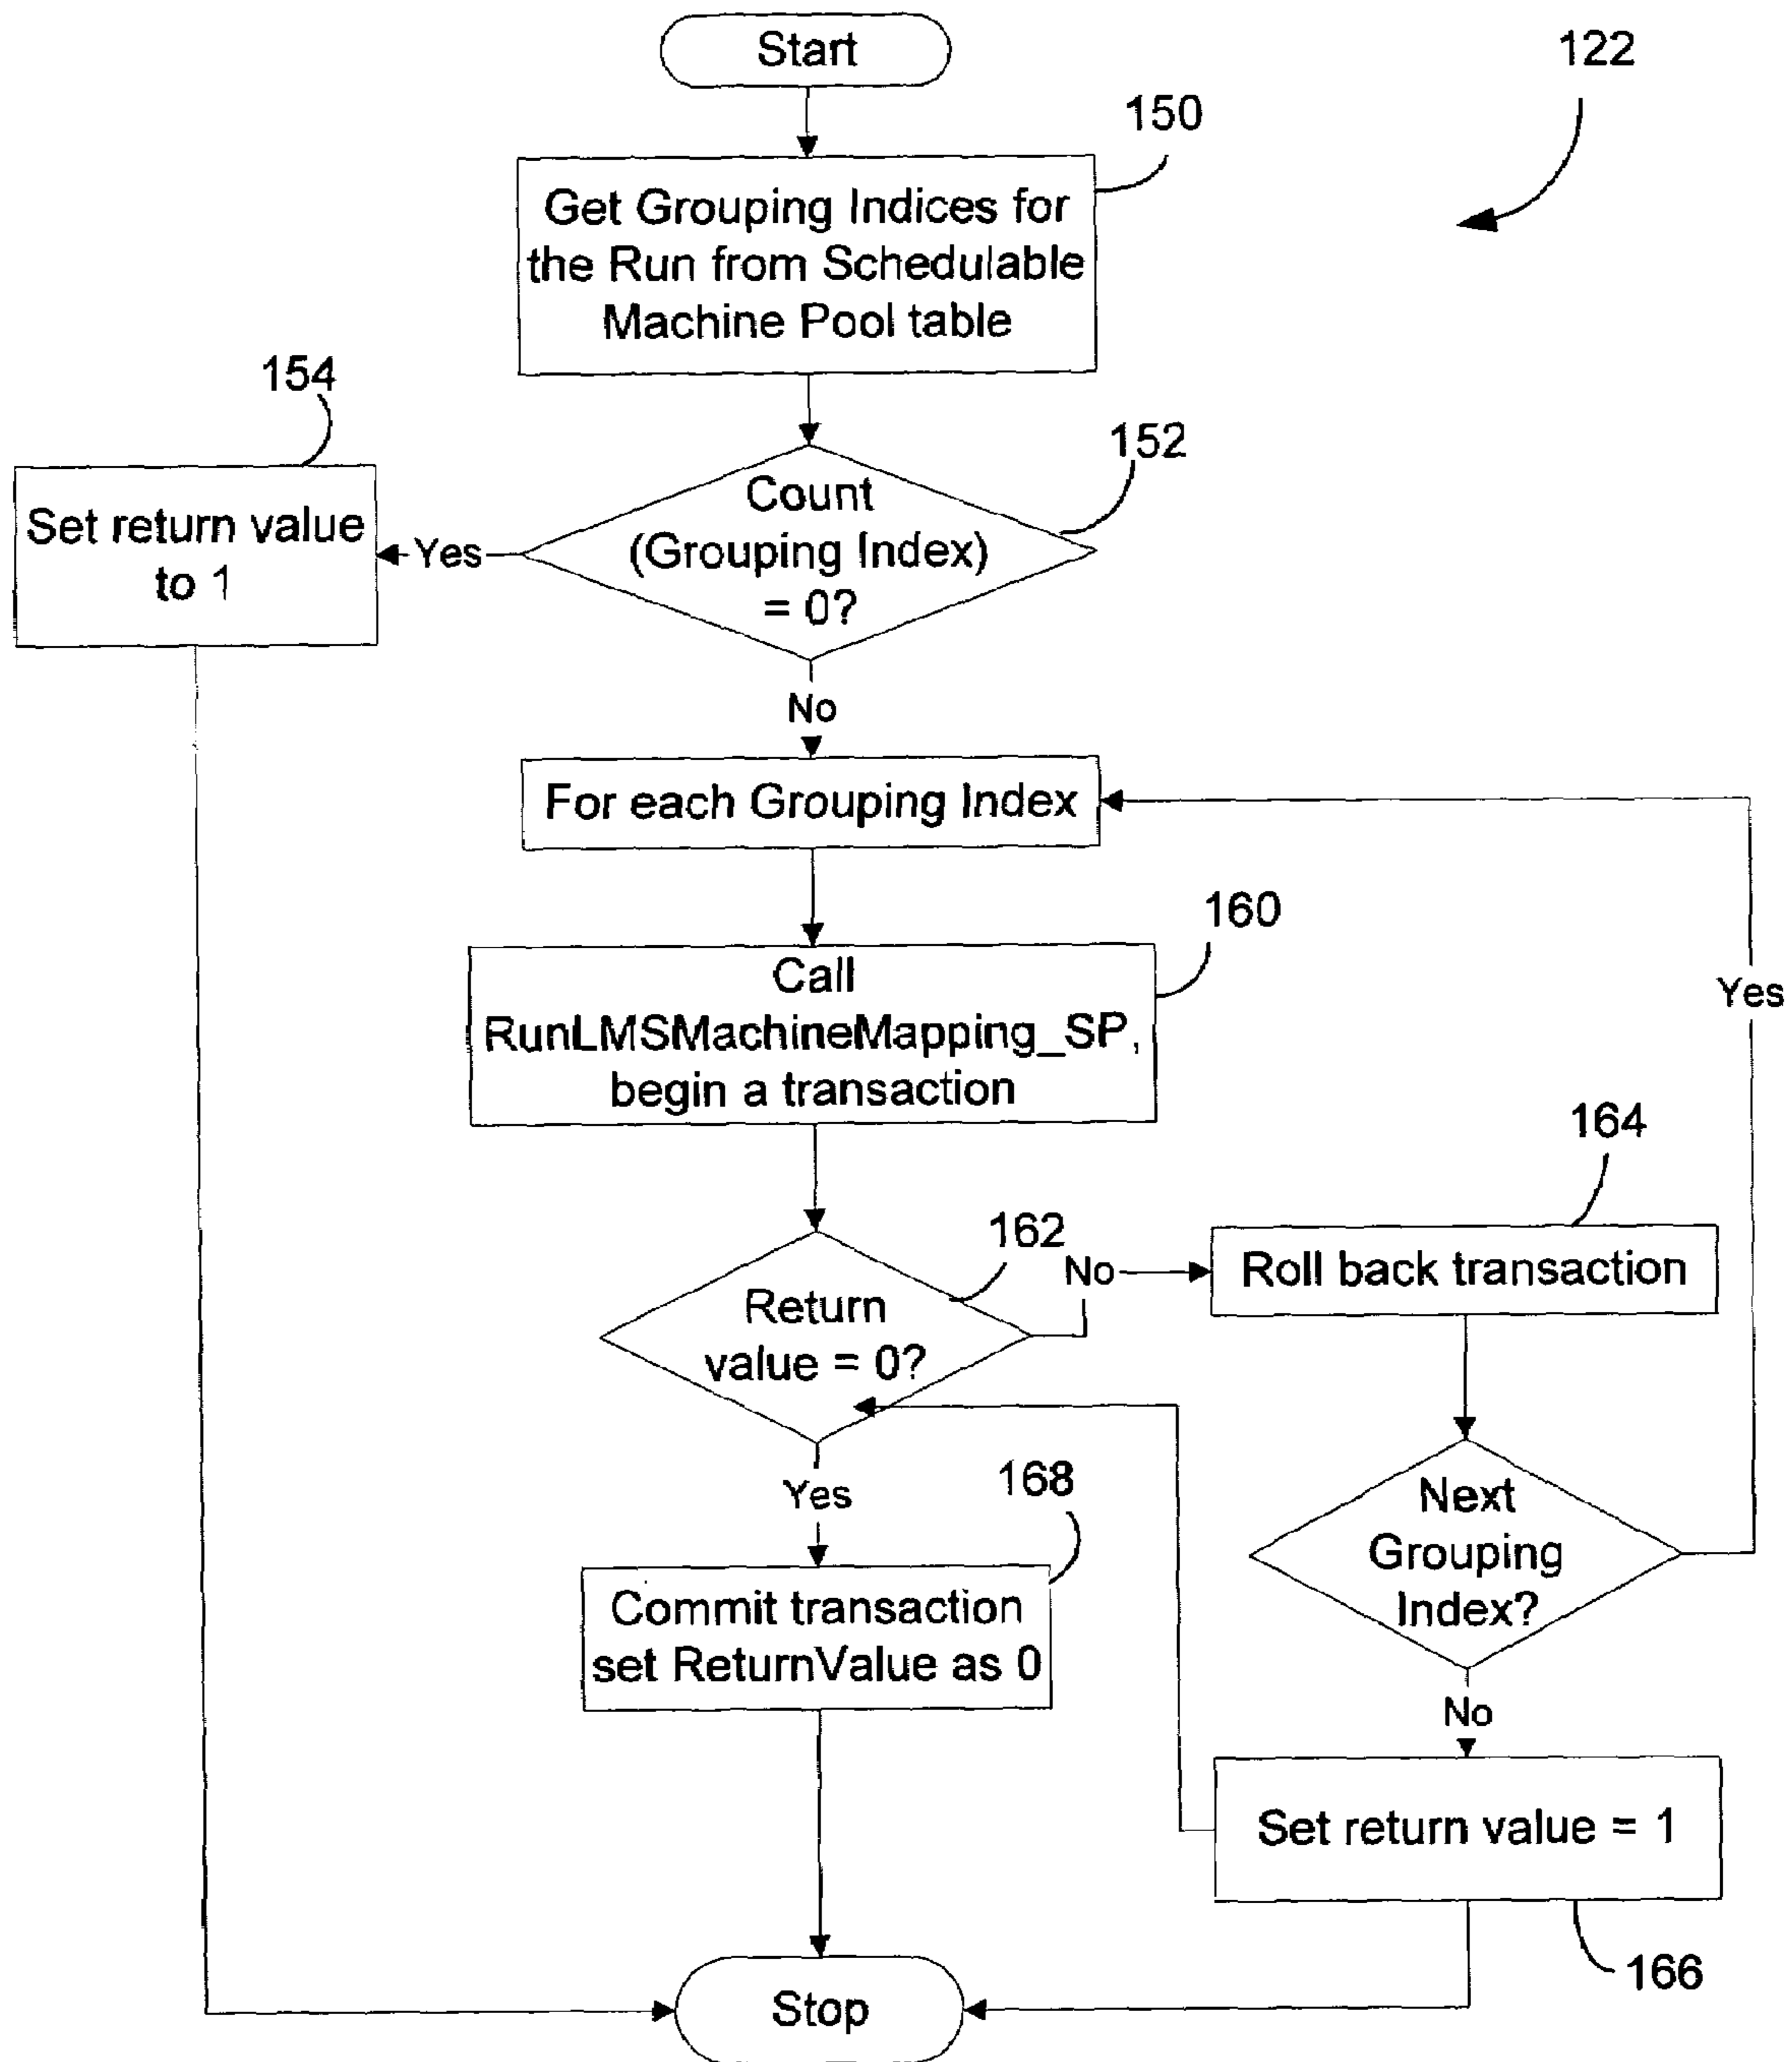 Start
122
150
Get Grouping Indices for
the Run from Schedulable
Machine Pool table
154
152
Set return value
to 1
Yes
Count
(Grouping Index)
= 0?
No
For each Grouping Index
160
Call
RunLMSMachineMapping_SP,
begin a transaction
Yes
164
162
No
Roll back transaction
Return
value = 0?
Yes
168
Next
Grouping
Index?
Commit transaction
set ReturnValue as 0
No
Set return value = 1
166
Stop